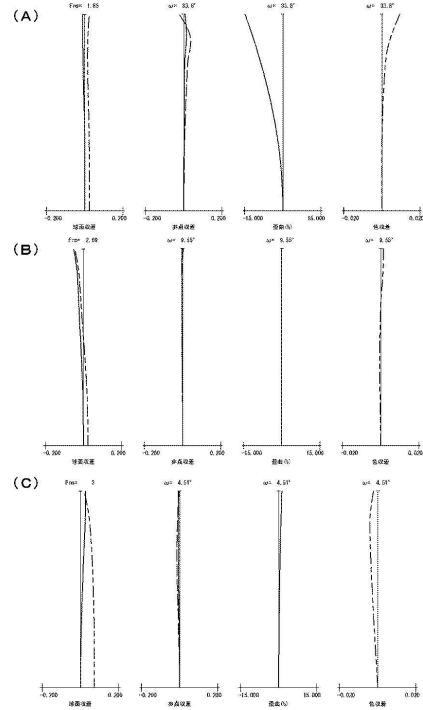 (A)
Fno= 1.85 ω= 33.8° ω= 33.8° ω= 33.8°
-0.200 0.200 -0.200 0.200 -15.000 15.000 -0.020 0.020
球面収差 非点収差 歪曲(%) 色収差
(B)
Fno= ω= 9.55° ω= 9.55° ω= 9.55°
-0.200 0.200 -0.200 0.200 -15.000 15.000 -0.020 0.020
球面収差 非点収差 歪曲(%) 色収差
(C)
Fno= 3 ω= 4.51° ω= 4.51° ω= 4.51°
-0.200 0.200 -0.200 0.200 -15.000 15.000 -0.020 0.020
球面収差 非点収差 歪曲(%) 色収差